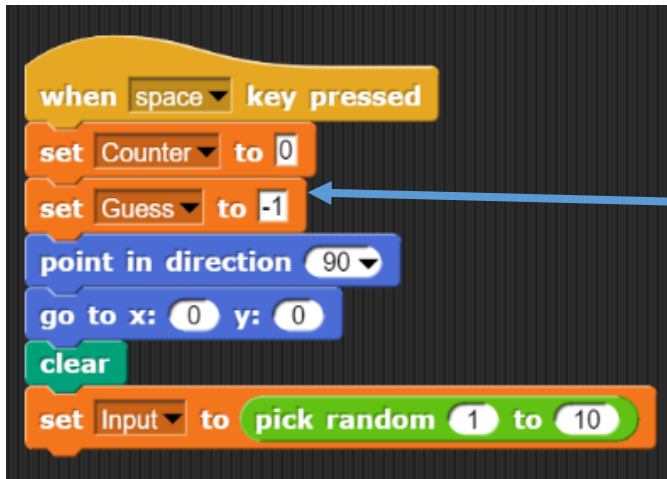 when space key pressed
set Counter to 0
set Guess to -1
point in direction 90
go to x: 0 y: 0
clear
set Input to pick random 1 to 10